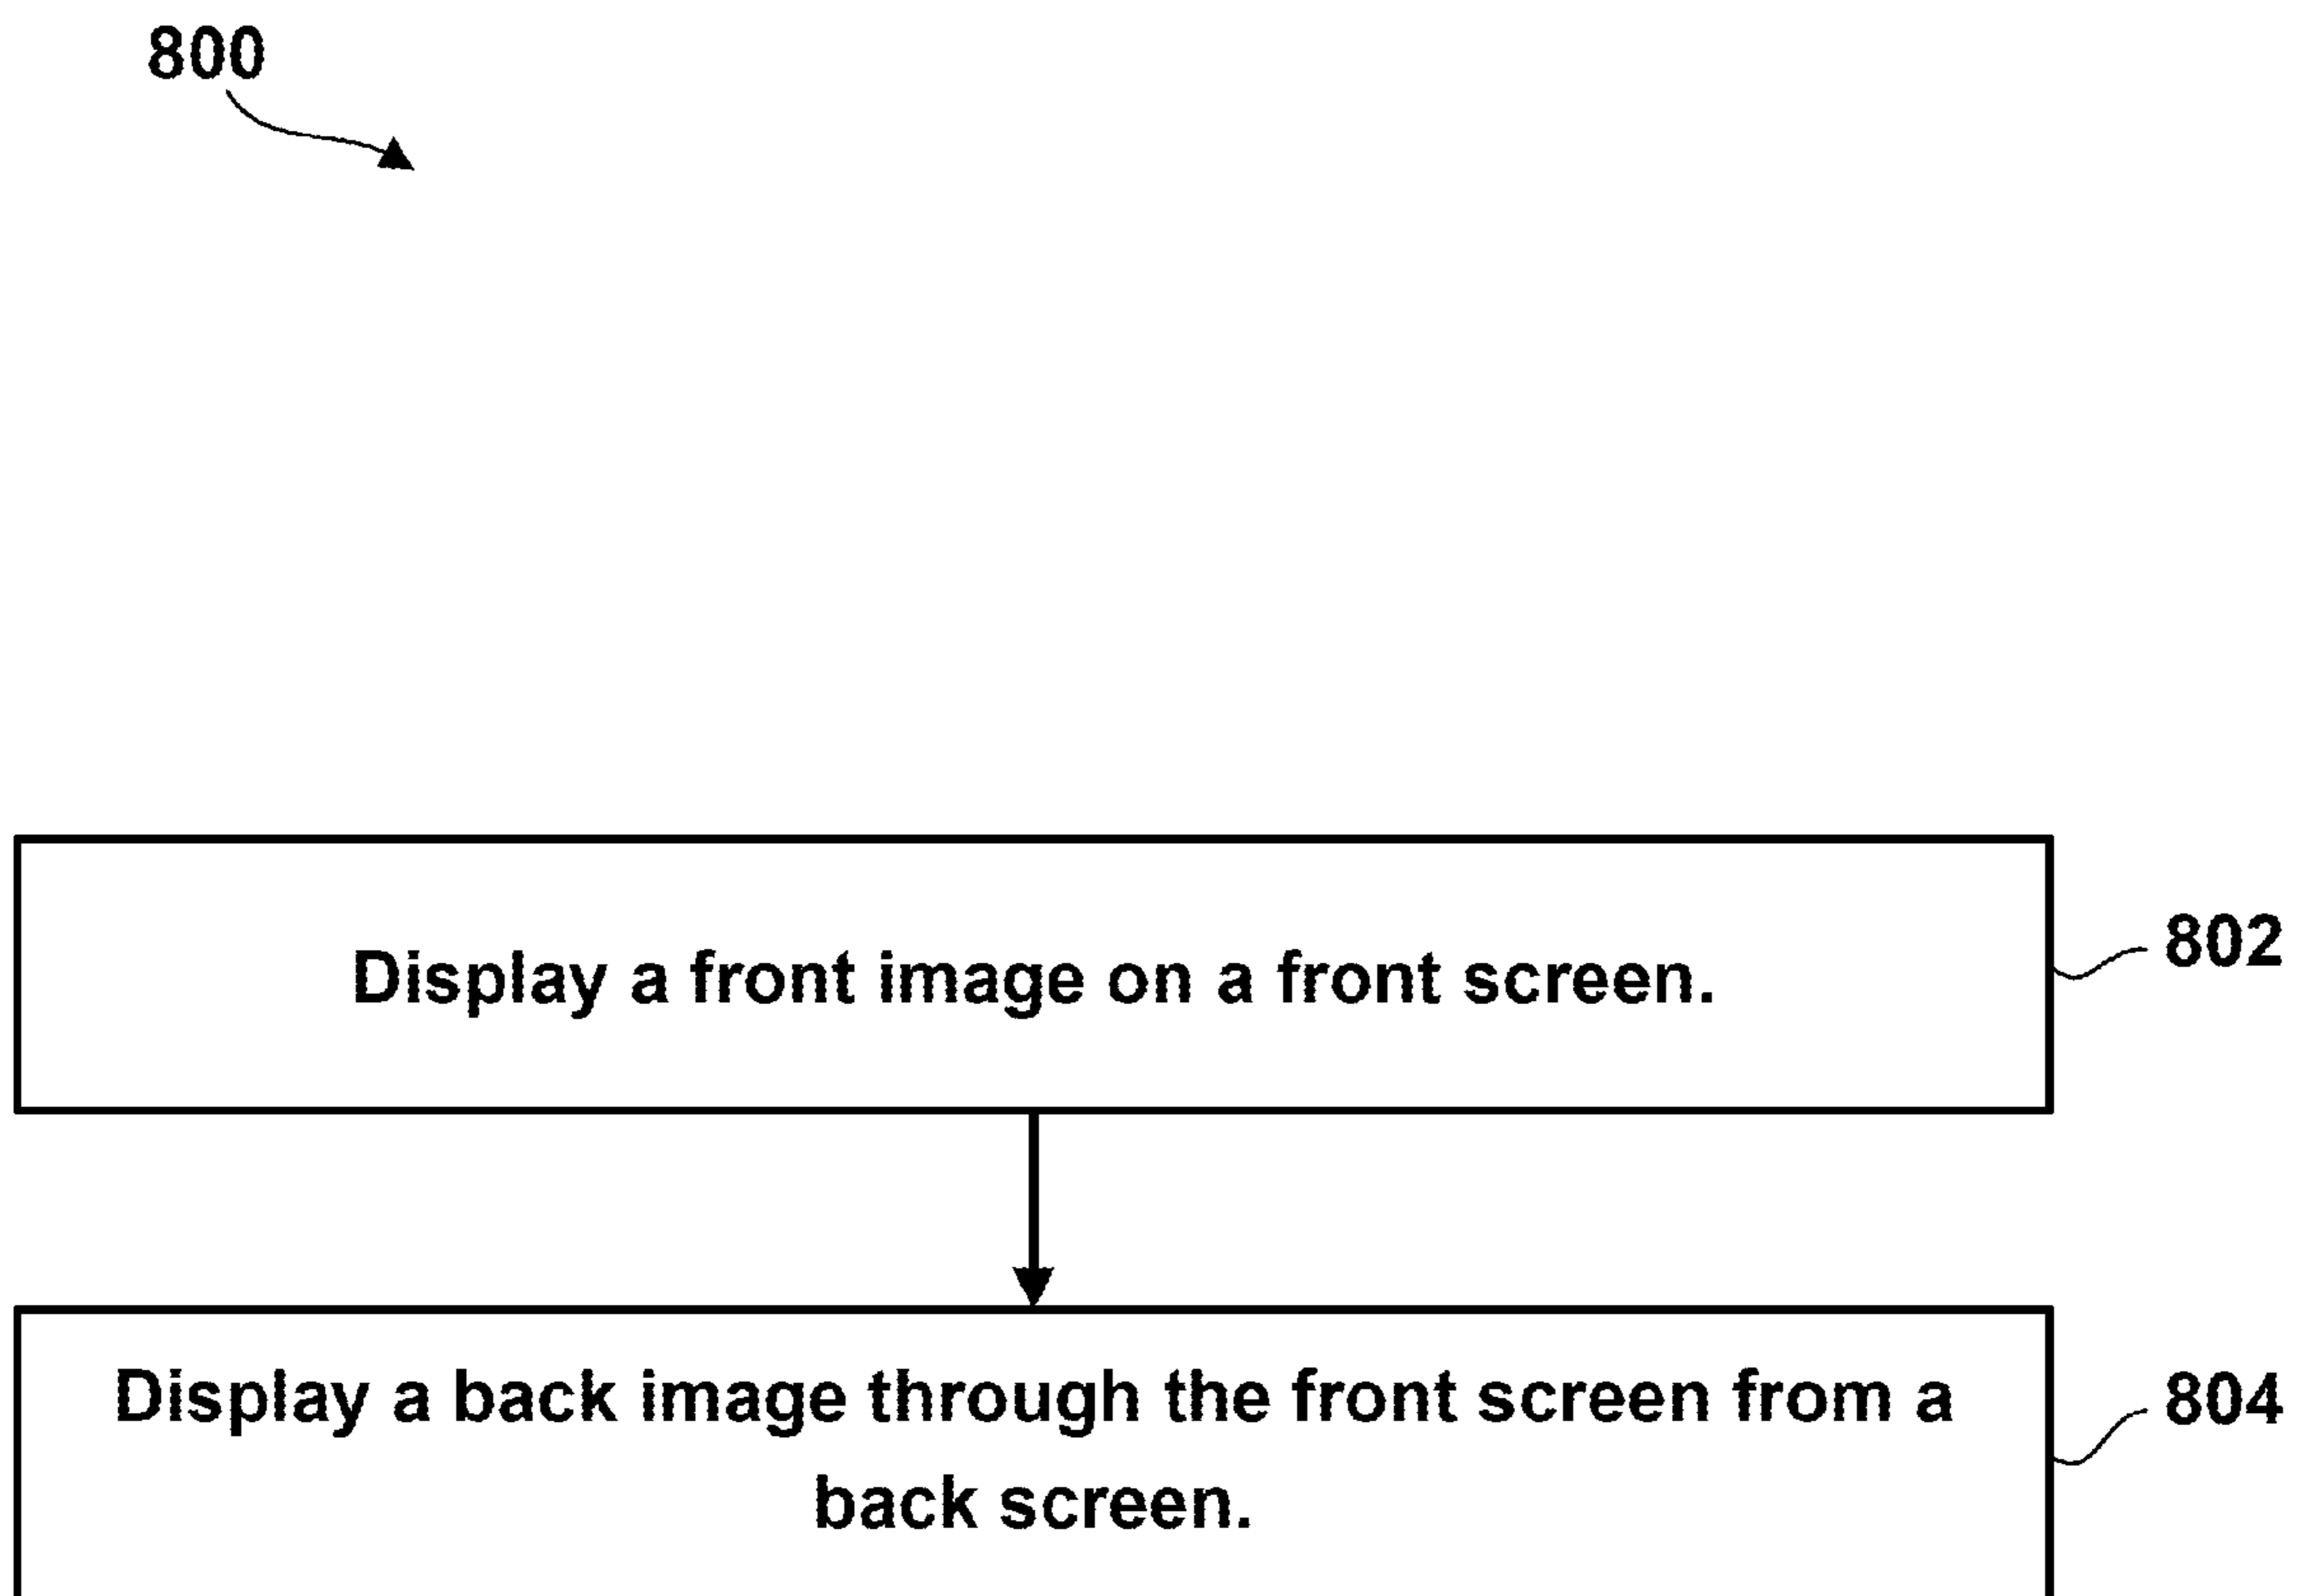 800
Display a front image on a front screen.
802
Display a back image through the front screen from a
back screen.
804